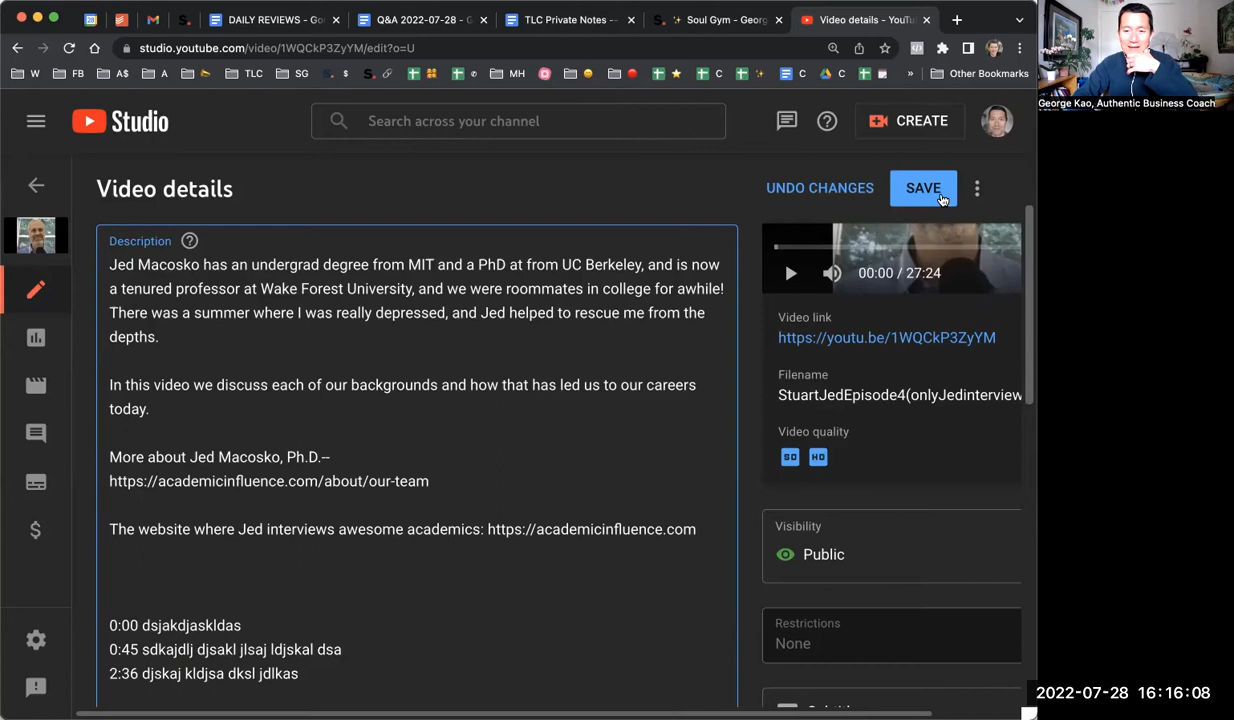 DAILY REVIEWS - Go
Q&A 2022-07-28 - G
TLC Private Notes --
Soul Gym - Georg
Video details - YouTu
studio.youtube.com/video/1WQCkP3ZyYM/edit?o=U
W
FB
A$
A
TLC
SG
$
MH
C
C
C
»
Other Bookmarks
George Kao, Authentic Business Coach
Studio
Search across your channel
CREATE
Video details
UNDO CHANGES
SAVE
Description
Jed Macosko has an undergrad degree from MIT and a PhD at from UC Berkeley, and is now
a tenured professor at Wake Forest University, and we were roommates in college for awhile!
There was a summer where I was really depressed, and Jed helped to rescue me from the
depths.
In this video we discuss each of our backgrounds and how that has led us to our careers
today.
More about Jed Macosko, Ph.D.--
https://academicinfluence.com/about/our-team
The website where Jed interviews awesome academics: https://academicinfluence.com
0:00 dsjakdjaskldas
0:45 sdkajdlj djsakl jlsaj ldjskal dsa
2:36 djskaj kldjsa dksl jdlkas
00:00 / 27:24
Video link
https://youtu.be/1WQCkP3ZyYM
Filename
StuartJedEpisode4(onlyJedinterview
Video quality
SD HD
Visibility
Public
Restrictions
None
2022-07-28 16:16:08